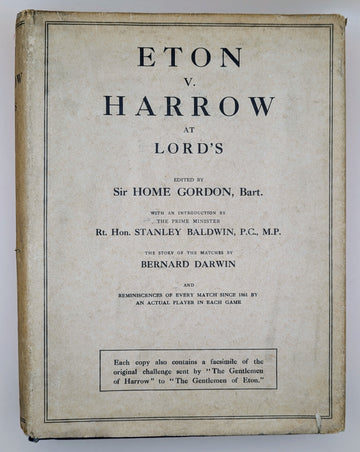 ETON
V.
HARROW
AT
LORD'S
EDITED BY
Sir HOME GORDON, Bart.
WITH AN INTRODUCTION BY
THE PRIME MINISTER
Rt. Hon. STANLEY BALDWIN, P.C., M.P.
THE STORY OF THE MATCHES BY
BERNARD DARWIN
AND
REMINISCENCES OF EVERY MATCH SINCE 1861 BY
AN ACTUAL PLAYER IN EACH GAME
Each copy also contains a facsimile of the
original challenge sent by "The Gentlemen
of Harrow" to "The Gentlemen of Eton."